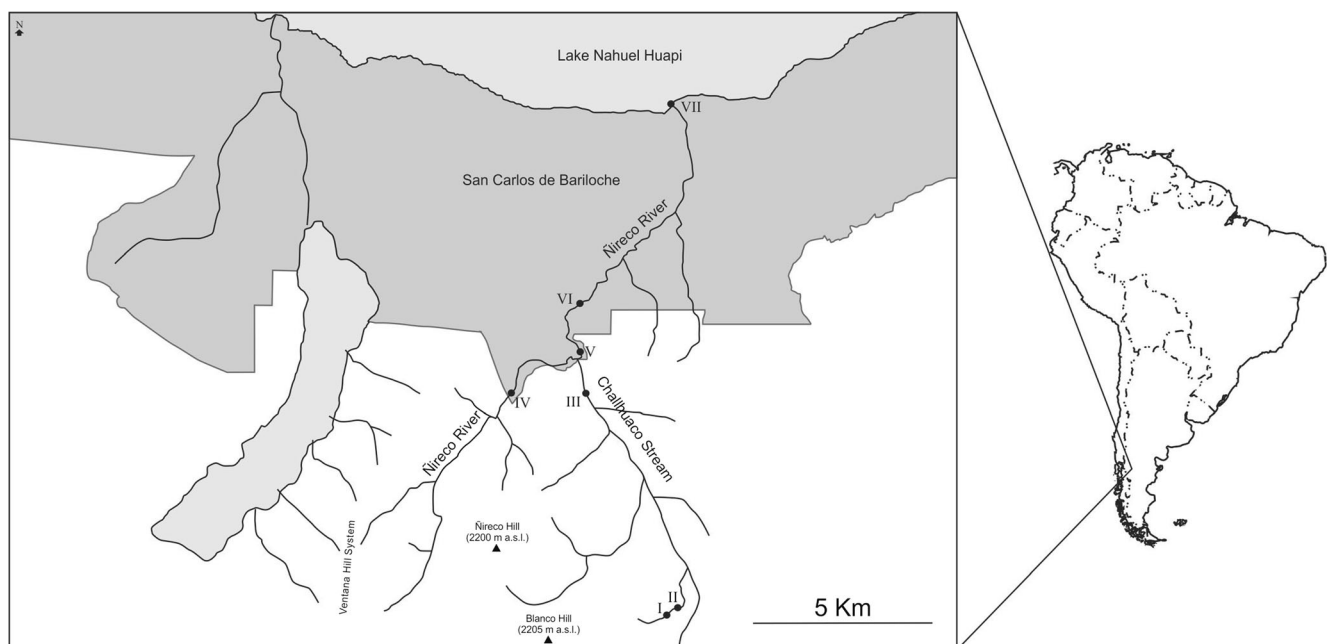 N
Lake Nahuel Huapi
VII
San Carlos de Bariloche
Ñireco River
VI
V
IV
III
Challhuaco Stream
Ñireco River
Ñireco Hill
(2200 m a.s.l.)
Ventana Hill System
II
I
5 Km
Blanco Hill
(2205 m a.s.l.)